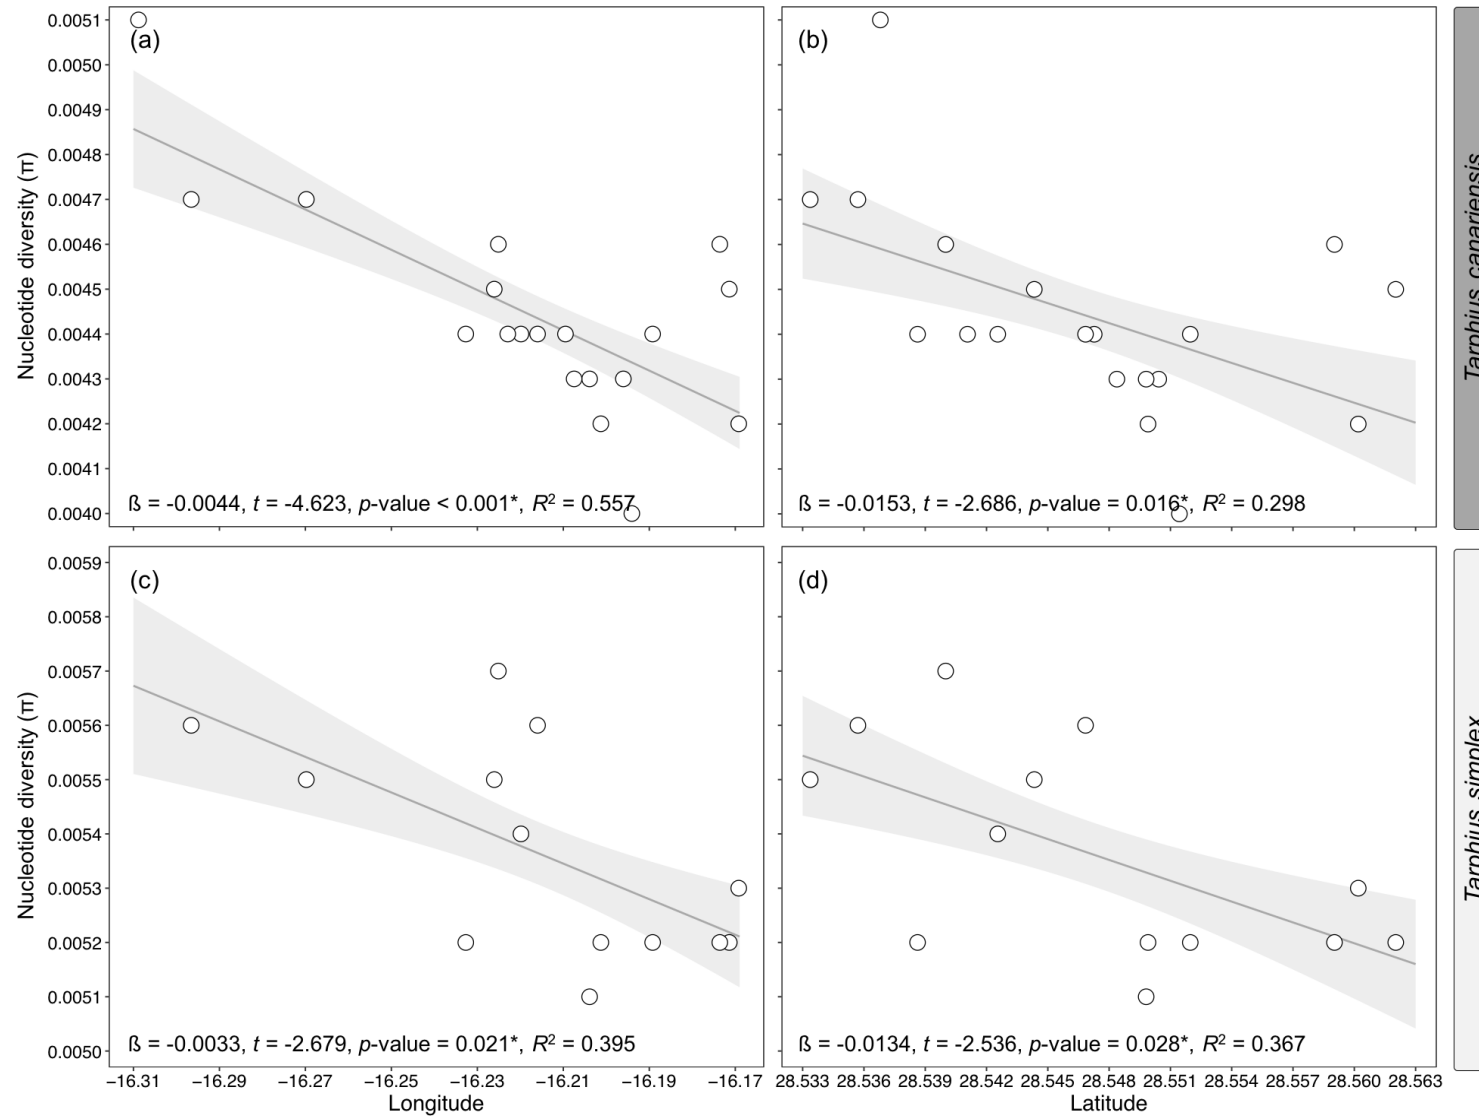 (a)
(b)
Nucleotide diversity (π)
0.0051
0.0050
0.0049
0.0048
0.0047
0.0046
0.0045
0.0044
0.0043
0.0042
0.0041
0.0040
ß = -0.0044, t = -4.623, p-value < 0.001*, R² = 0.557
ß = -0.0153, t = -2.686, p-value = 0.016*, R² = 0.298
Tarphius canariensis
(c)
(d)
Nucleotide diversity (π)
0.0059
0.0058
0.0057
0.0056
0.0055
0.0054
0.0053
0.0052
0.0051
0.0050
ß = -0.0033, t = -2.679, p-value = 0.021*, R² = 0.395
ß = -0.0134, t = -2.536, p-value = 0.028*, R² = 0.367
Tarphius simplex
−16.31 −16.29 −16.27 −16.25 −16.23 −16.21 −16.19 −16.17
28.533 28.536 28.539 28.542 28.545 28.548 28.551 28.554 28.557 28.560 28.563
Longitude
Latitude